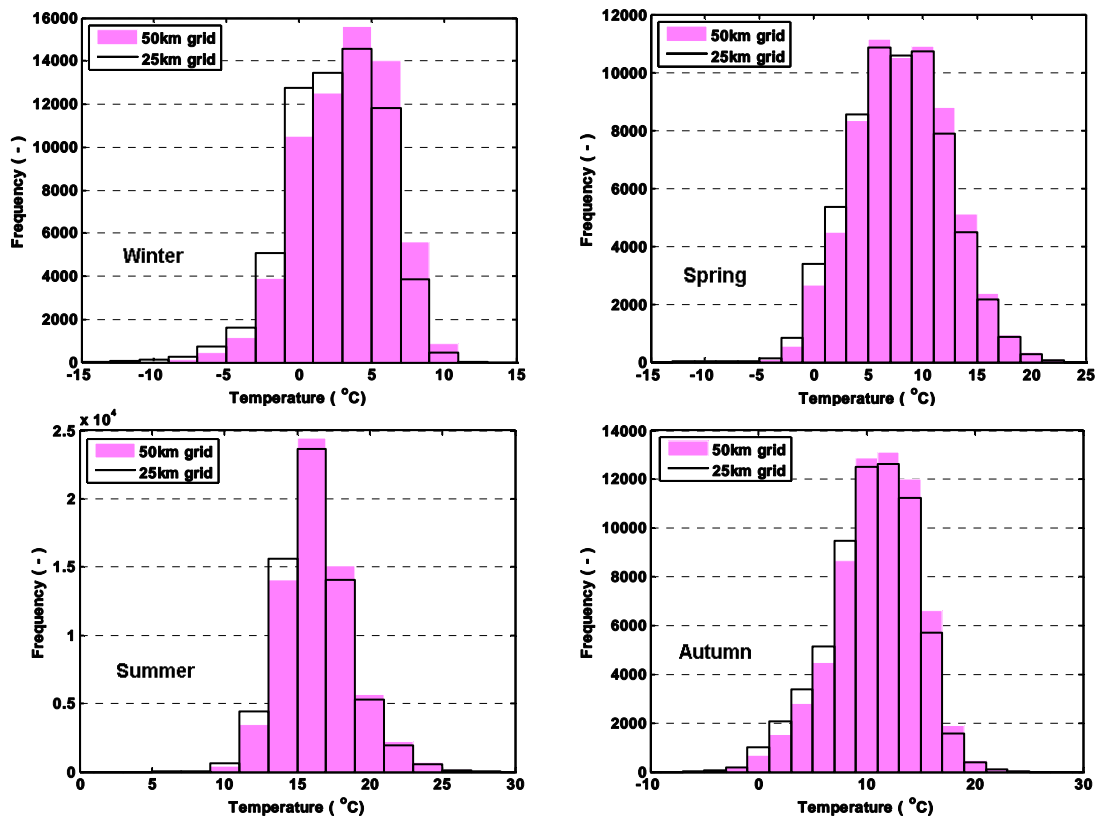 16000
14000
12000
10000
8000
6000
4000
2000
0
-15
-10
-5
0
5
10
15
Frequency ( - )
Temperature ( °C)
50km grid
25km grid
Winter
12000
10000
8000
6000
4000
2000
0
-15
-10
-5
0
5
10
15
20
25
Frequency ( - )
Temperature ( °C)
50km grid
25km grid
Spring
x 10⁴
2.5
2
1.5
1
0.5
0
0
5
10
15
20
25
30
Frequency ( - )
Temperature ( °C)
50km grid
25km grid
Summer
14000
12000
10000
8000
6000
4000
2000
0
-10
0
10
20
30
Frequency ( - )
Temperature ( °C)
50km grid
25km grid
Autumn